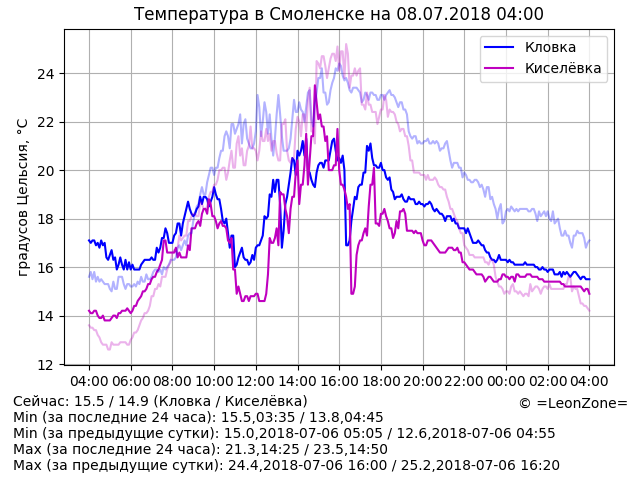 Температура в Смоленске на 08.07.2018 04:00
Кловка
Киселёвка
градусов Цельсия, °C
24
22
20
18
16
14
12
04:00 06:00 08:00 10:00 12:00 14:00 16:00 18:00 20:00 22:00 00:00 02:00 04:00
Сейчас: 15.5 / 14.9 (Кловка / Киселёвка)
© =LeonZone=
Min (за последние 24 часа): 15.5,03:35 / 13.8,04:45
Min (за предыдущие сутки): 15.0,2018-07-06 05:05 / 12.6,2018-07-06 04:55
Max (за последние 24 часа): 21.3,14:25 / 23.5,14:50
Max (за предыдущие сутки): 24.4,2018-07-06 16:00 / 25.2,2018-07-06 16:20